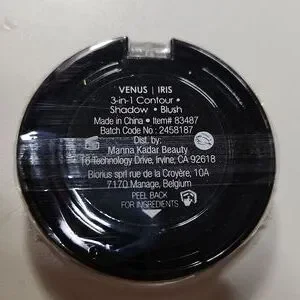 VENUS | IRIS
3-in-1 Contour •
Shadow • Blush
Made in China • Item# 83487
Batch Code No : 2458187
Dist. by:
Manna Kadar Beauty
16 Technology Drive, Irvine, CA 92618
Biorius sprl rue de la Croyère, 10A
7170 Manage, Belgium
PEEL BACK
FOR INGREDIENTS